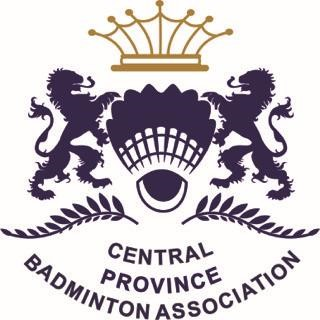 CENTRAL
PROVINCE
BADMINTON ASSOCIATION